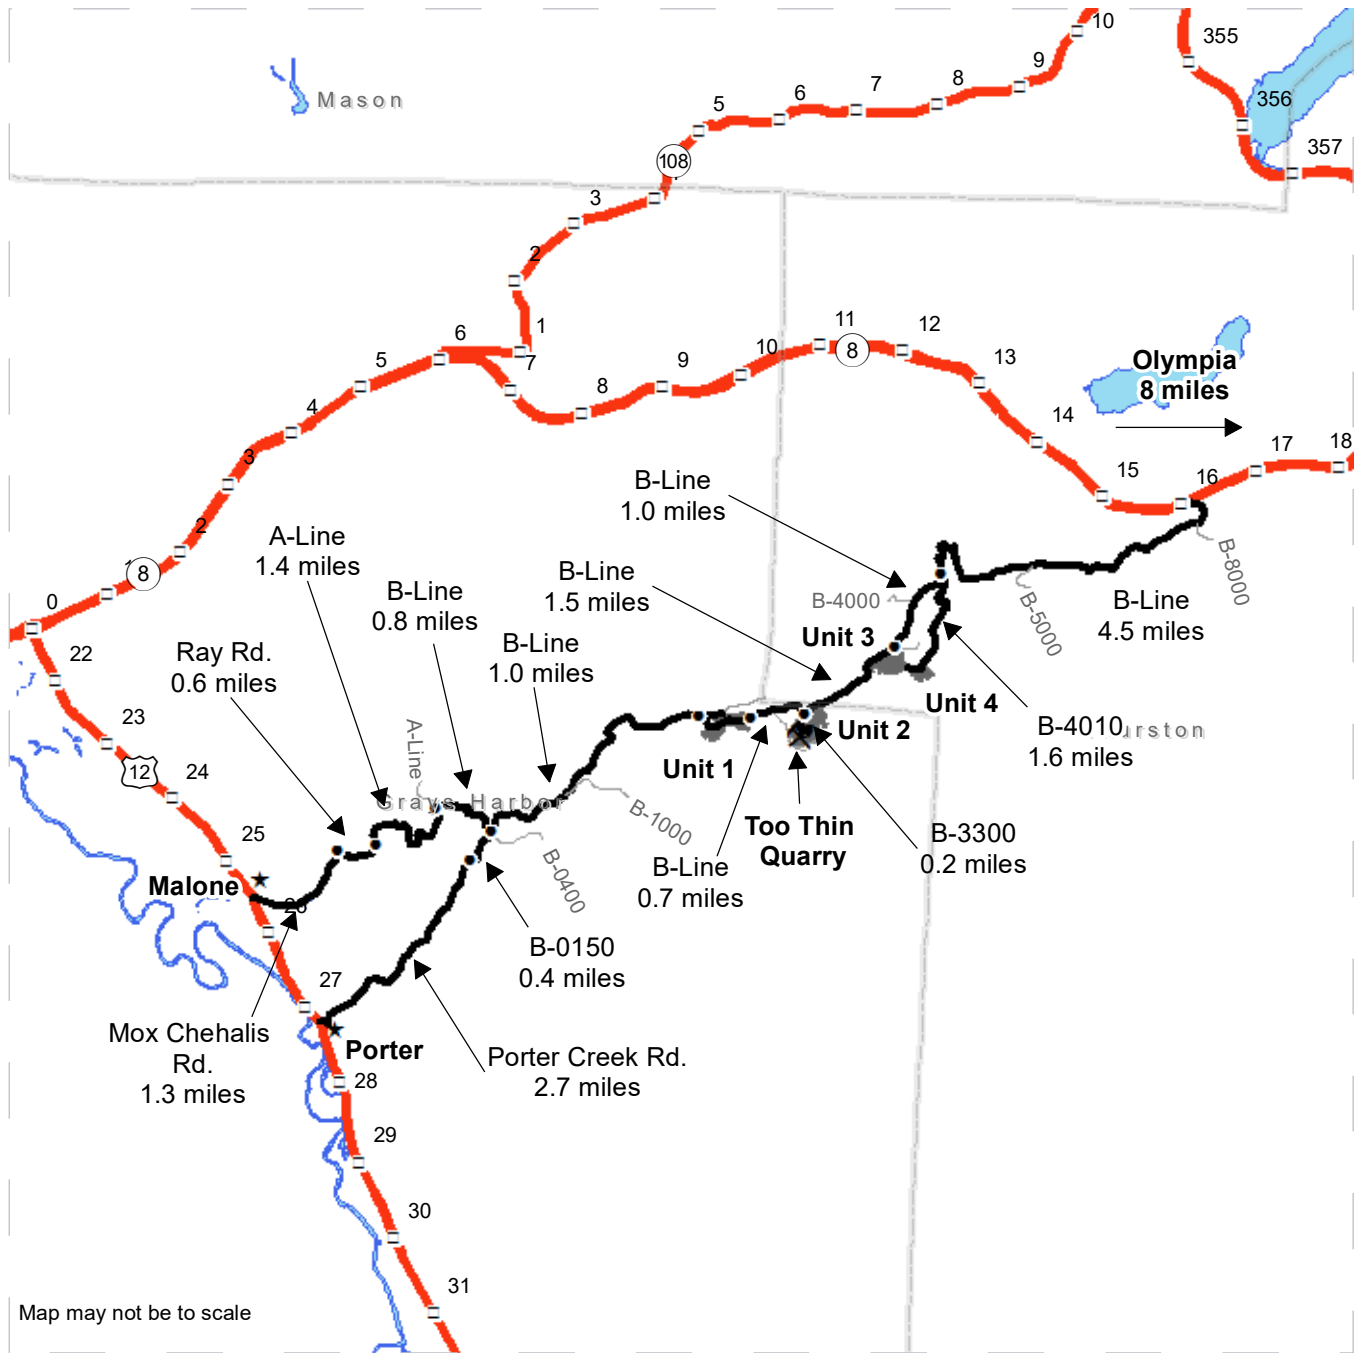 10
355
9
8
7
356
Mason
6
5
357
108
3
2
1
11
12
6
8
7
10
13
5
9
Olympia
8 miles
8
4
14
17
18
3
15
16
B-Line
1.0 miles
2
A-Line
1.4 miles
B-8000
8
B-Line
1.5 miles
B-Line
0.8 miles
0
B-4000
B-5000
B-Line
4.5 miles
Unit 3
22
Ray Rd.
0.6 miles
B-Line
1.0 miles
Unit 4
23
A-Line
Unit 2
B-4010
1.6 miles
urston
12
24
Unit 1
Grays Harbor
B-1000
25
Too Thin
Quarry
B-3300
0.2 miles
Malone
B-0400
B-Line
0.7 miles
26
B-0150
0.4 miles
27
Mox Chehalis
Rd.
1.3 miles
Porter
Porter Creek Rd.
2.7 miles
28
29
30
31
Map may not be to scale